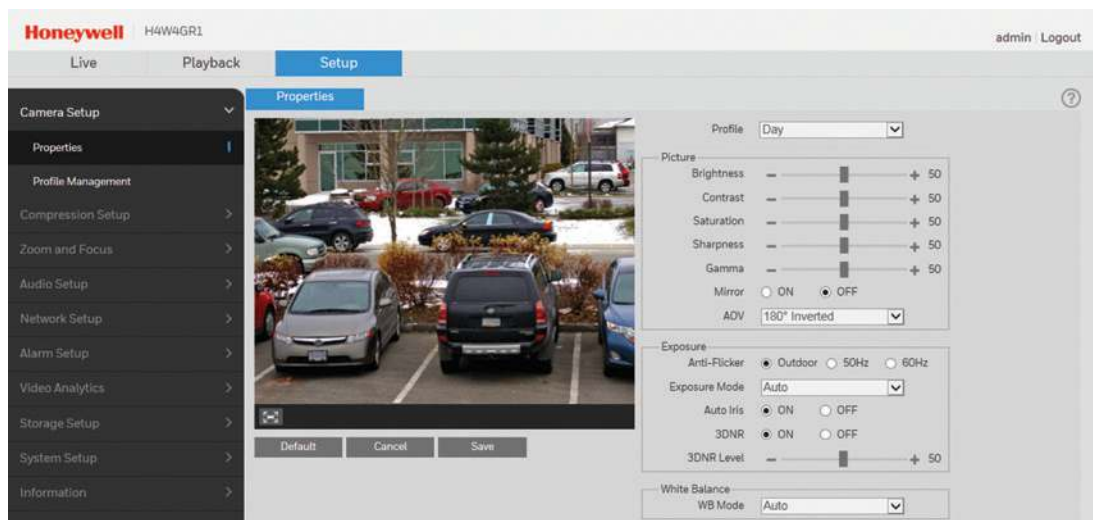 Honeywell H4W4GR1
admin Logout
Live Playback Setup
Camera Setup
Properties
Profile Management
Compression Setup
Zoom and Focus
Audio Setup
Network Setup
Alarm Setup
Video Analytics
Storage Setup
System Setup
Information
Properties
?
Default Cancel Save
Profile Day
Picture
Brightness - + 50
Contrast - + 50
Saturation - + 50
Sharpness - + 50
Gamma - + 50
Mirror ON OFF
AOV 180° Inverted
Exposure
Anti-Flicker Outdoor 50Hz 60Hz
Exposure Mode Auto
Auto Iris ON OFF
3DNR ON OFF
3DNR Level - + 50
White Balance
WB Mode Auto